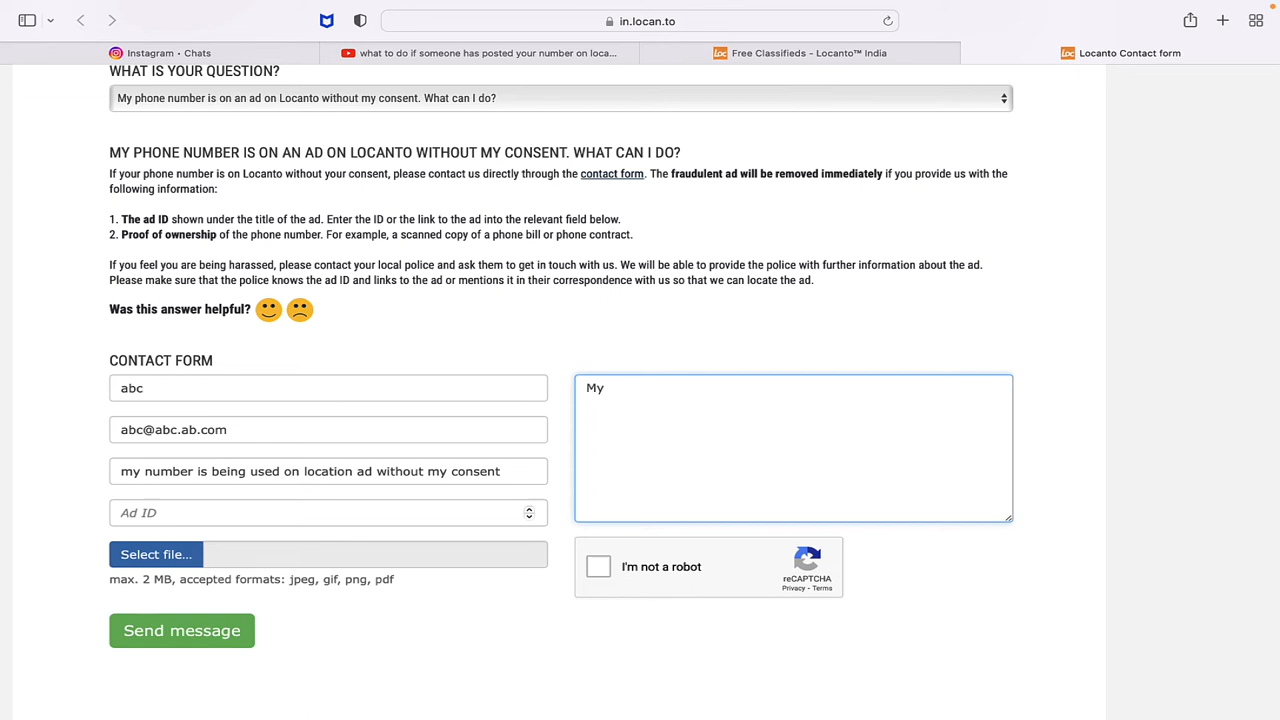 in.locan.to
Instagram • Chats
what to do if someone has posted your number on loca...
Loc
Free Classifieds - Locanto™ India
Loc
Locanto Contact form
WHAT IS YOUR QUESTION?
My phone number is on an ad on Locanto without my consent. What can I do?
MY PHONE NUMBER IS ON AN AD ON LOCANTO WITHOUT MY CONSENT. WHAT CAN I DO?
If your phone number is on Locanto without your consent, please contact us directly through the contact form. The fraudulent ad will be removed immediately if you provide us with the
following information:
1. The ad ID shown under the title of the ad. Enter the ID or the link to the ad into the relevant field below.
2. Proof of ownership of the phone number. For example, a scanned copy of a phone bill or phone contract.
If you feel you are being harassed, please contact your local police and ask them to get in touch with us. We will be able to provide the police with further information about the ad.
Please make sure that the police knows the ad ID and links to the ad or mentions it in their correspondence with us so that we can locate the ad.
Was this answer helpful?
CONTACT FORM
abc
abc@abc.ab.com
my number is being used on location ad without my consent
Ad ID
Select file...
max. 2 MB, accepted formats: jpeg, gif, png, pdf
Send message
My
I'm not a robot
reCAPTCHA
Privacy - Terms